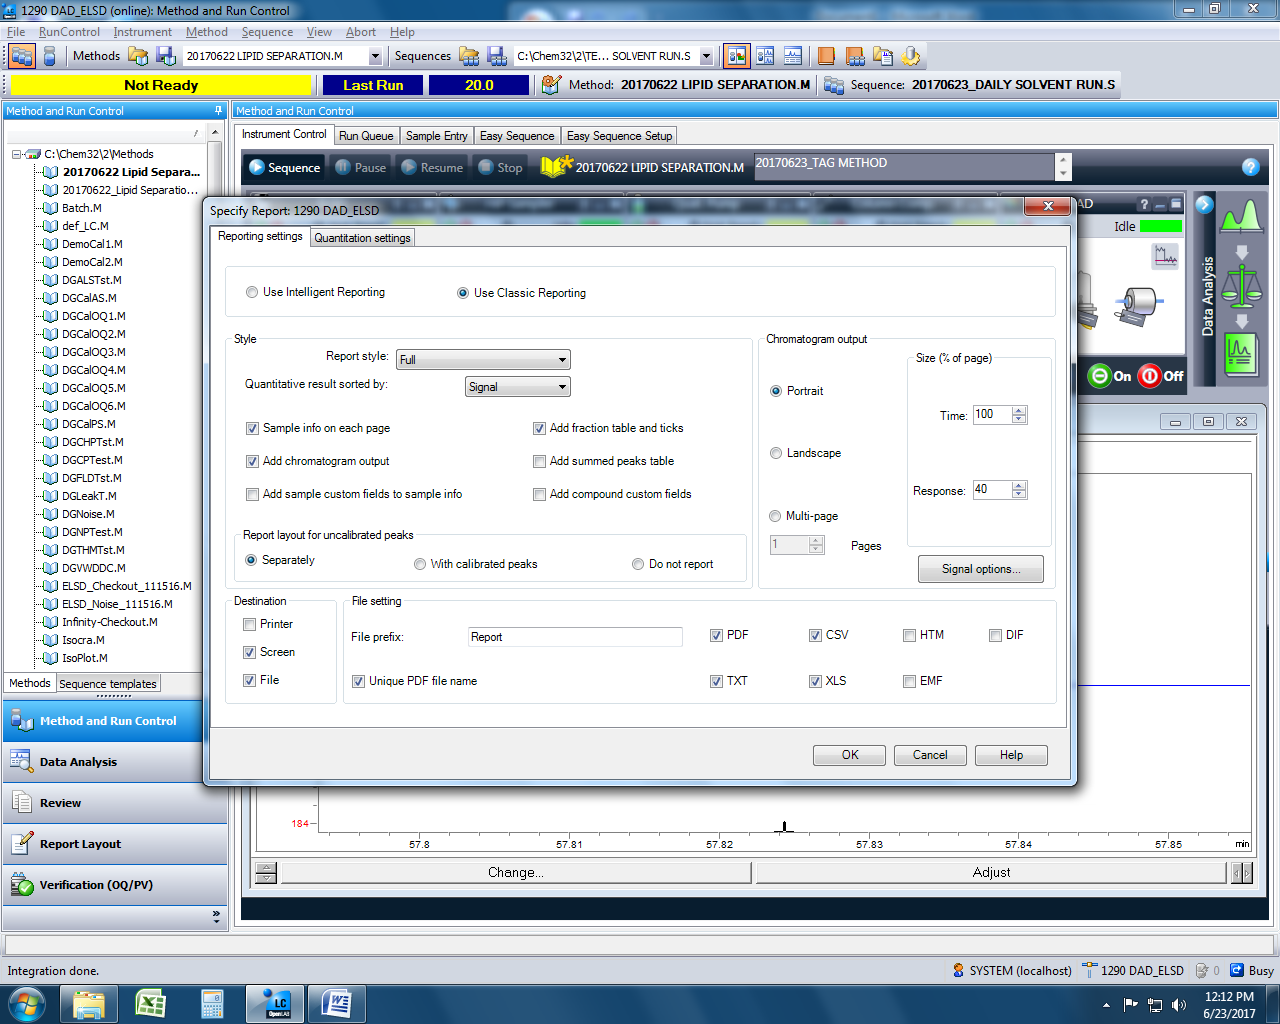 1290 DAD_ELSD (online): Method and Run Control
File RunControl Instrument Method Sequence View Abort Help
Methods 20170622 LIPID SEPARATION.M Sequences C:\Chem32\2\TE... SOLVENT RUN.S
Not Ready Last Run 20.0 Method: 20170622 LIPID SEPARATION.M Sequence: 20170623_DAILY SOLVENT RUN.S
Method and Run Control
Method and Run Control
Instrument Control Run Queue Sample Entry Easy Sequence Easy Sequence Setup
Sequence Pause Resume Stop 20170622 LIPID SEPARATION.M 20170623_TAG METHOD
C:\Chem32\2\Methods
20170622 Lipid Separa...
20170622_Lipid Separatio...
Batch.M
def_LC.M
DemoCal1.M
DemoCal2.M
DGALSTst.M
DGCalAS.M
DGCalOQ1.M
DGCalOQ2.M
DGCalOQ3.M
DGCalOQ4.M
DGCalOQ5.M
DGCalOQ6.M
DGCalPS.M
DGCHPTst.M
DGCPTest.M
DGFLDTst.M
DGLeakT.M
DGNoise.M
DGNPTest.M
DGTHMTst.M
DGVWDDC.M
ELSD_Checkout_111516.M
ELSD_Noise_111516.M
Infinity-Checkout.M
Isocra.M
IsoPlot.M
Methods Sequence templates
Method and Run Control
Data Analysis
Review
Report Layout
Verification (OQ/PV)
AD
Idle
Data Analysis
On Off
Specify Report: 1290 DAD_ELSD
Reporting settings Quantitation settings
Use Intelligent Reporting Use Classic Reporting
Style
Report style: Full
Quantitative result sorted by: Signal
Sample info on each page Add fraction table and ticks
Add chromatogram output Add summed peaks table
Add sample custom fields to sample info Add compound custom fields
Report layout for uncalibrated peaks
Separately With calibrated peaks Do not report
Chromatogram output
Size (% of page)
Portrait
Time: 100
Landscape
Response: 40
Multi-page
1 Pages
Signal options...
Destination
Printer
Screen
File
File setting
File prefix: Report PDF CSV HTM DIF
Unique PDF file name TXT XLS EMF
OK Cancel Help
184
57.8 57.81 57.82 57.83 57.84 57.85 min
Change... Adjust
Integration done. SYSTEM (localhost) 1290 DAD_ELSD 0 Busy
LC
OpenLAB
12:12 PM
6/23/2017